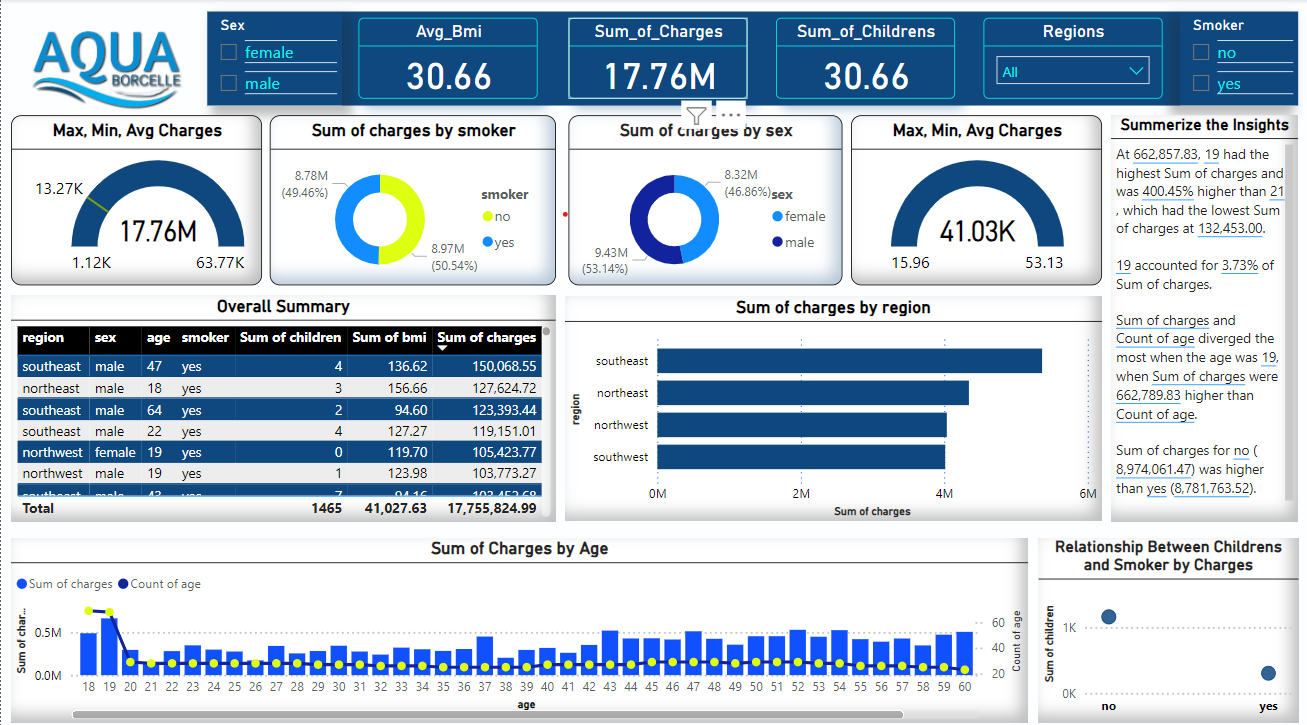 AQUA
BORCELLE
Sex
female
male
Avg_Bmi
30.66
Sum_of_Charges
17.76M
Sum_of_Childrens
30.66
Regions
All
Smoker
no
yes
Max, Min, Avg Charges
13.27K
17.76M
1.12K
63.77K
Sum of charges by smoker
8.78M
(49.46%)
8.97M
(50.54%)
smoker
no
yes
Sum of charges by sex
8.32M
(46.86%)
9.43M
(53.14%)
sex
female
male
Max, Min, Avg Charges
41.03K
15.96
53.13
Summerize the Insights
At 662,857.83, 19 had the
highest Sum of charges and
was 400.45% higher than 21
, which had the lowest Sum
of charges at 132,453.00.
19 accounted for 3.73% of
Sum of charges.
Sum of charges and
Count of age diverged the
most when the age was 19,
when Sum of charges were
662,789.83 higher than
Count of age.
Sum of charges for no (
8,974,061.47) was higher
than yes (8,781,763.52).
Overall Summary
region sex age smoker Sum of children Sum of bmi Sum of charges
southeast male 47 yes 4 136.62 150,068.55
northeast male 18 yes 3 156.66 127,624.72
southeast male 64 yes 2 94.60 123,393.44
southeast male 22 yes 4 127.27 119,151.01
northwest female 19 yes 0 119.70 105,423.77
northwest male 19 yes 1 123.98 103,773.27
southeast male 43 yes 7 94.16
Total 1465 41,027.63 17,755,824.99
Sum of charges by region
region
southeast
northeast
northwest
southwest
0M 2M 4M 6M
Sum of charges
Sum of Charges by Age
Sum of charges Count of age
Sum of char...
0.5M
0.0M
60
40
20
Count of age
18 19 20 21 22 23 24 25 26 27 28 29 30 31 32 33 34 35 36 37 38 39 40 41 42 43 44 45 46 47 48 49 50 51 52 53 54 55 56 57 58 59 60
age
Relationship Between Childrens
and Smoker by Charges
Sum of children
1K
0K
no yes